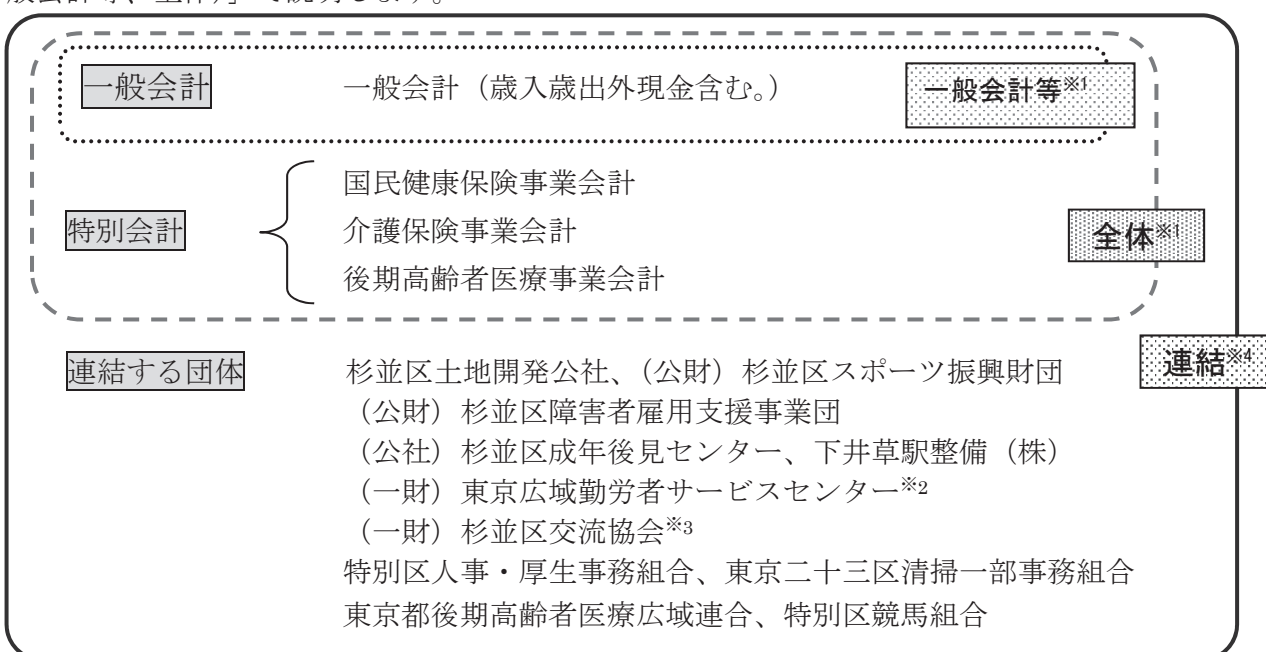 一般会計 一般会計（歳入歳出外現金含む。） 一般会計等※1
国民健康保険事業会計
特別会計 介護保険事業会計 全体※1
後期高齢者医療事業会計
連結する団体 杉並区土地開発公社、（公財）杉並区スポーツ振興財団 連結※4
（公財）杉並区障害者雇用支援事業団
（公社）杉並区成年後見センター、下井草駅整備（株）
（一財）東京広域勤労者サービスセンター※2
（一財）杉並区交流協会※3
特別区人事・厚生事務組合、東京二十三区清掃一部事務組合
東京都後期高齢者医療広域連合、特別区競馬組合